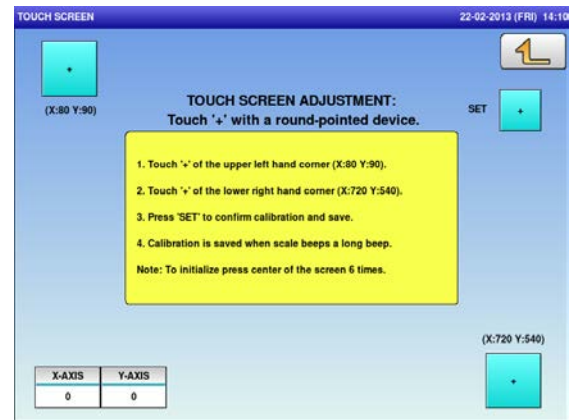 TOUCH SCREEN 22-02-2013 (FRI) 14:10
+
(X:80 Y:90)
TOUCH SCREEN ADJUSTMENT:
Touch '+' with a round-pointed device.
SET +
1. Touch '+' of the upper left hand corner (X:80 Y:90).
2. Touch '+' of the lower right hand corner (X:720 Y:540).
3. Press 'SET' to confirm calibration and save.
4. Calibration is saved when scale beeps a long beep.
Note: To initialize press center of the screen 6 times.
(X:720 Y:540)
+
X-AXIS Y-AXIS
0 0